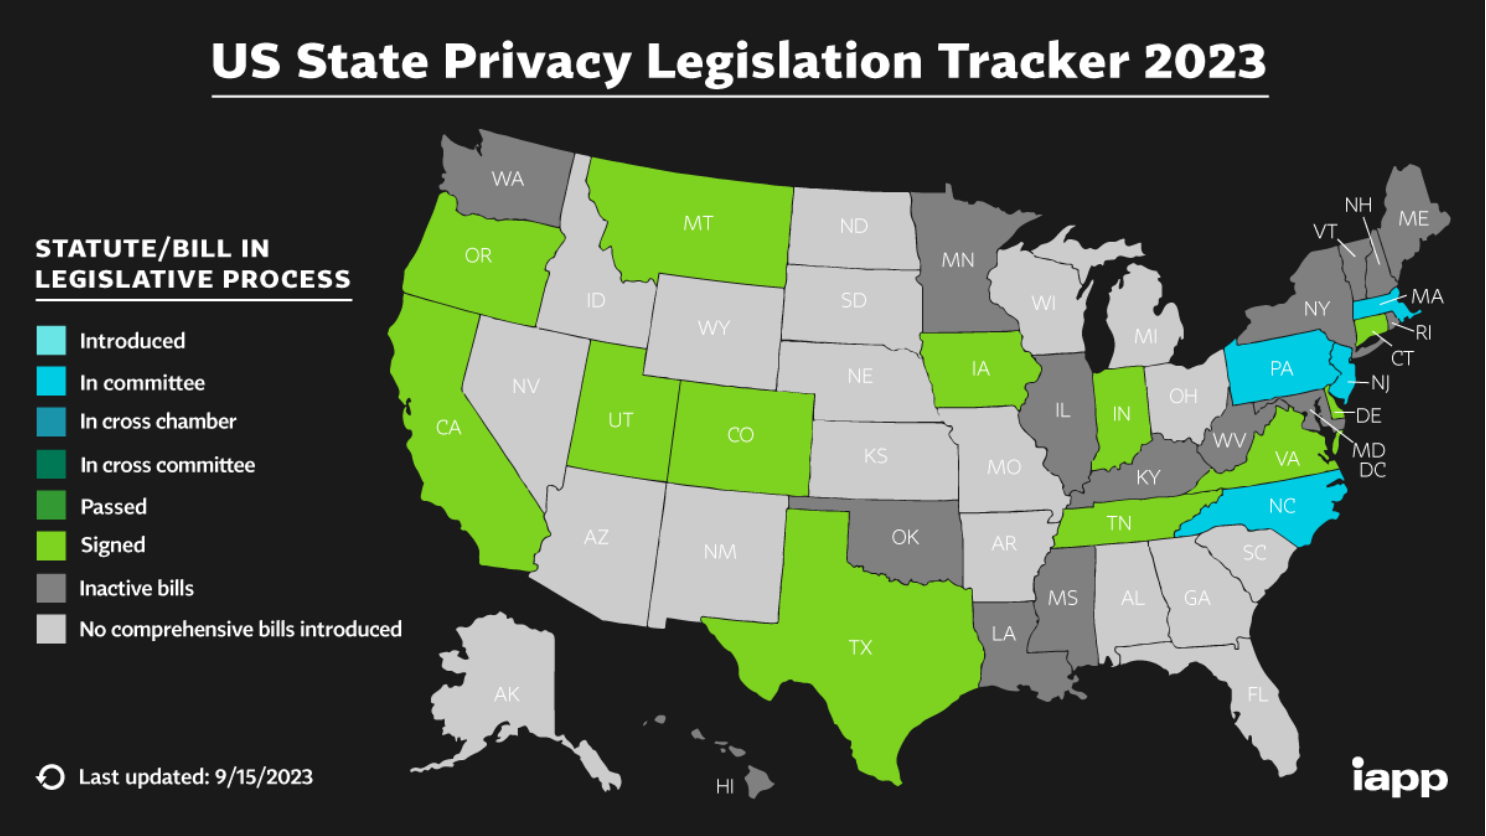 US State Privacy Legislation Tracker 2023
STATUTE/BILL IN
LEGISLATIVE PROCESS
Introduced
In committee
In cross chamber
In cross committee
Passed
Signed
Inactive bills
No comprehensive bills introduced
Last updated: 9/15/2023
WA
OR
CA
NV
ID
MT
WY
UT
CO
AZ
NM
ND
SD
NE
KS
OK
TX
MN
IA
MO
AR
LA
WI
IL
MI
IN
OH
KY
TN
MS
AL
GA
FL
SC
NC
VA
WV
PA
NY
VT
NH
ME
MA
RI
CT
NJ
DE
MD
DC
AK
HI
iapp